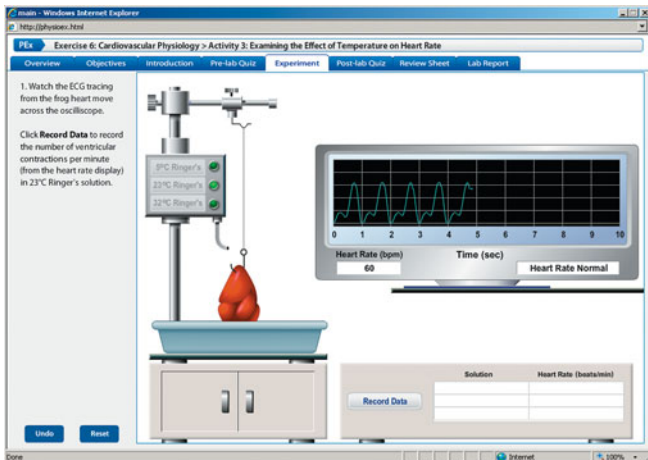 main - Windows Internet Explorer
http://physioex.html
PEx Exercise 6: Cardiovascular Physiology > Activity 3: Examining the Effect of Temperature on Heart Rate
Overview Objectives Introduction Pre-lab Quiz Experiment Post-lab Quiz Review Sheet Lab Report
1. Watch the ECG tracing
from the frog heart move
across the oscilliscope.
Click Record Data to record
the number of ventricular
contractions per minute
(from the heart rate display)
in 23°C Ringer's solution.
5°C Ringer's
23°C Ringer's
32°C Ringer's
0 1 2 3 4 5 6 7 8 9 10
Heart Rate (bpm) Time (sec)
60 Heart Rate Normal
Solution Heart Rate (beats/min)
Record Data
Undo Reset
Done Internet 100%